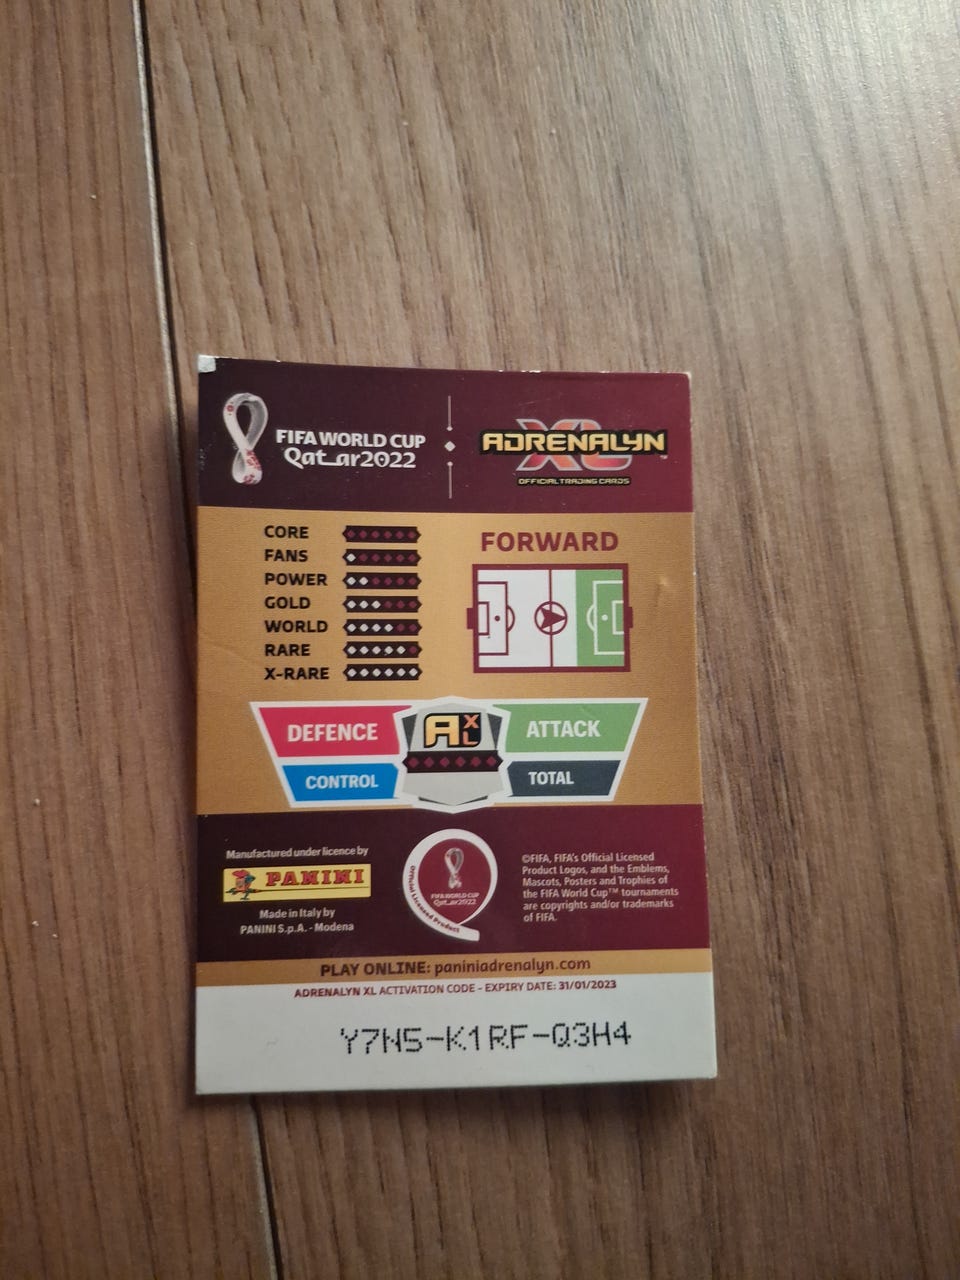 FIFA WORLD CUP
Qatar2022
ADRENALYN
XL
OFFICIAL TRADING CARDS
CORE
FANS
POWER
GOLD
WORLD
RARE
X-RARE
FORWARD
DEFENCE
ATTACK
CONTROL
TOTAL
AXL
Manufactured under licence by
PANINI
Made in Italy by
PANINI S.p.A. - Modena
FIFA WORLD CUP
Qatar2022
Official Licensed Product
©FIFA, FIFA's Official Licensed
Product Logos, and the Emblems,
Mascots, Posters and Trophies of
the FIFA World Cup™ tournaments
are copyrights and/or trademarks
of FIFA.
PLAY ONLINE: paniniadrenalyn.com
ADRENALYN XL ACTIVATION CODE - EXPIRY DATE: 31/01/2023
Y7N5-K1RF-Q3H4